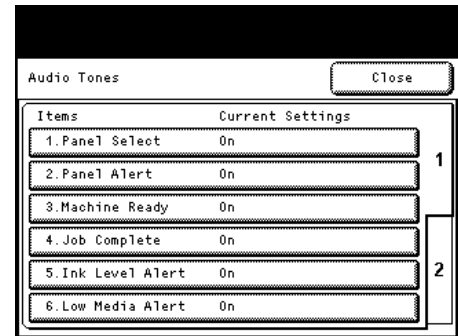 Audio Tones Close
Items Current Settings
1.Panel Select On
2.Panel Alert On
3.Machine Ready On
4.Job Complete On
5.Ink Level Alert On
6.Low Media Alert On
1
2